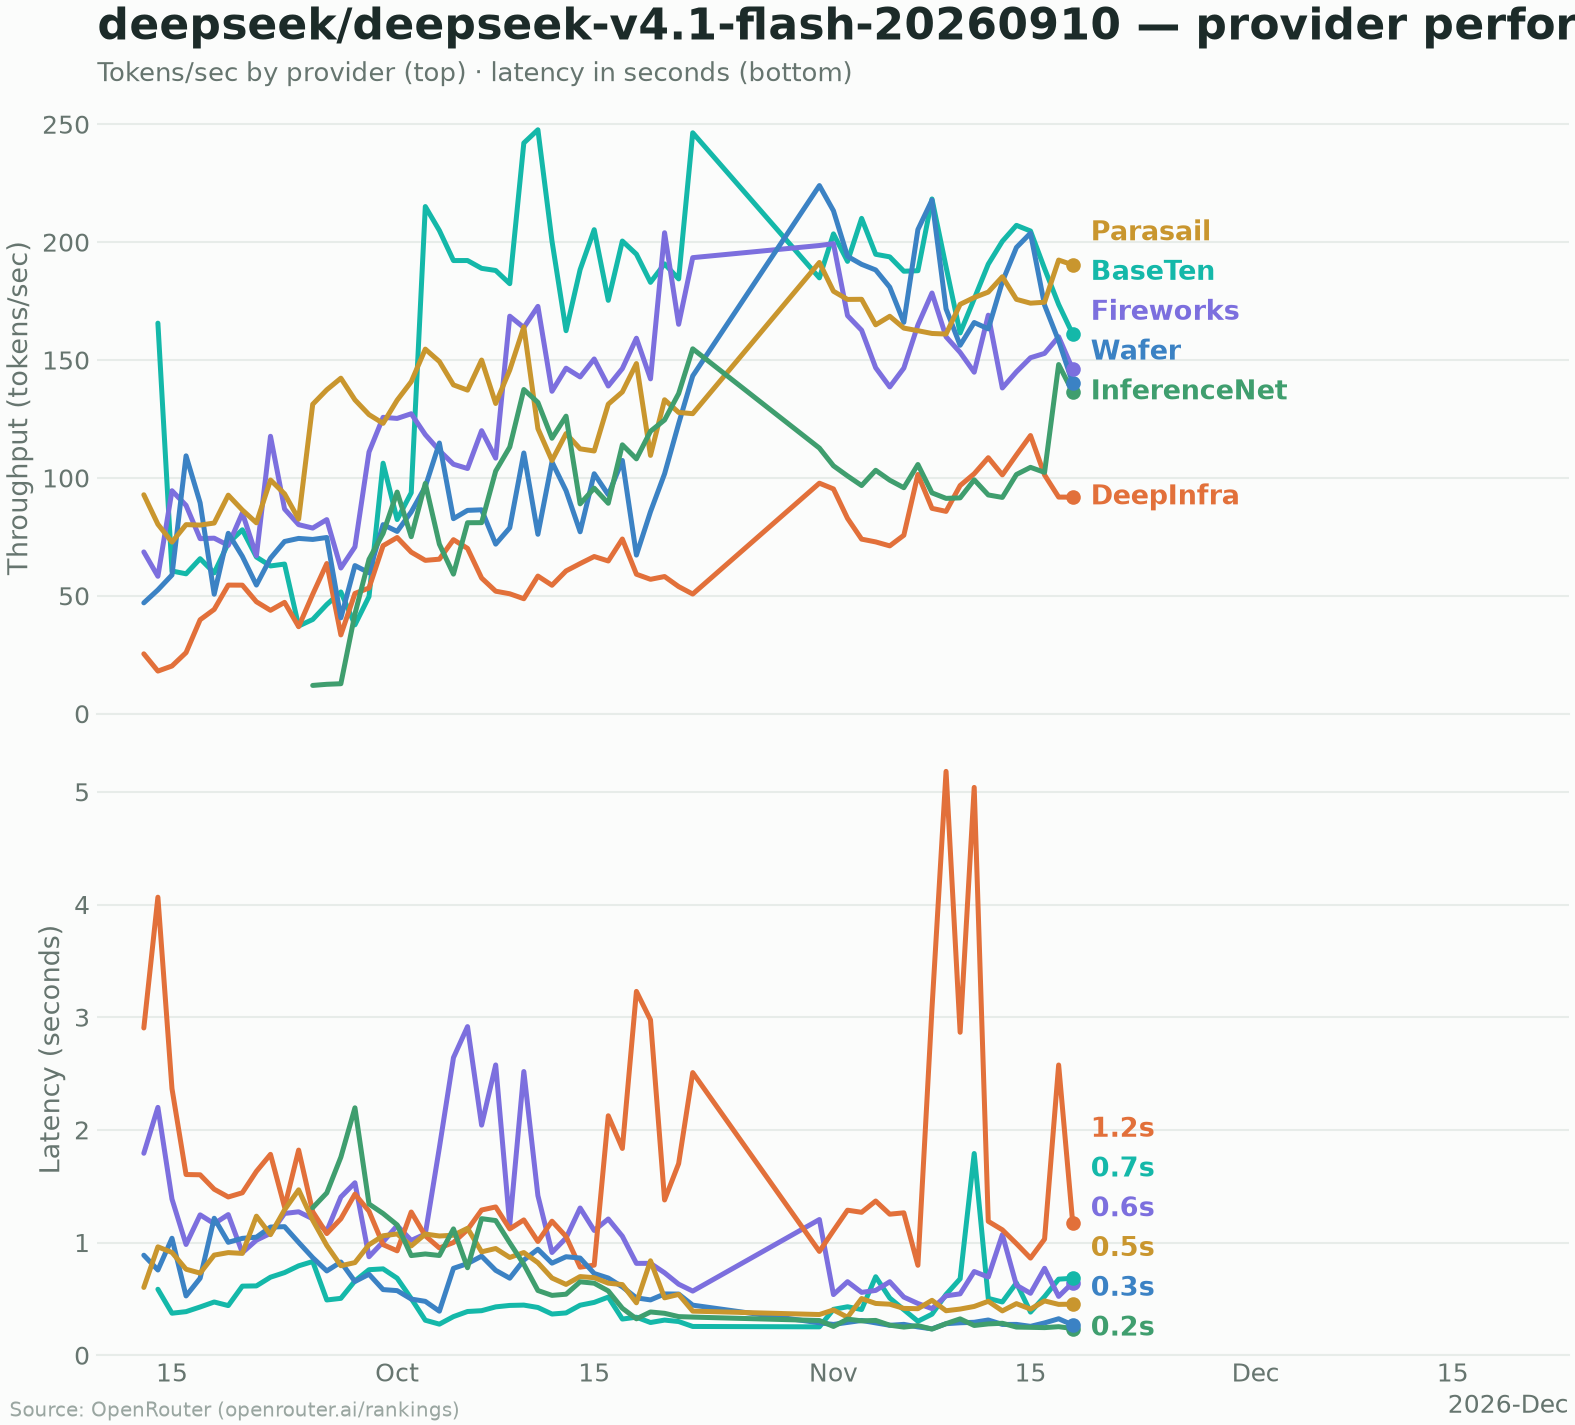 deepseek/deepseek-v4.1-flash-20260910 — provider perfor
Tokens/sec by provider (top) · latency in seconds (bottom)
Throughput (tokens/sec)
250
200
150
100
50
0
Parasail
BaseTen
Fireworks
Wafer
InferenceNet
DeepInfra
Latency (seconds)
5
4
3
2
1
0
1.2s
0.7s
0.6s
0.5s
0.3s
0.2s
15 Oct 15 Nov 15 Dec 15
2026-Dec
Source: OpenRouter (openrouter.ai/rankings)